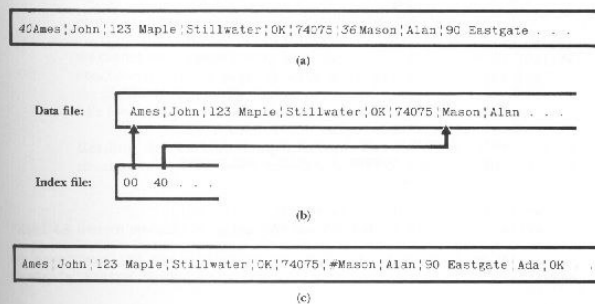 40Ames¦John¦123 Maple¦Stillwater¦OK¦74075¦36Mason¦Alan¦90 Eastgate . . .
(a)
Data file: Ames¦John¦123 Maple¦Stillwater¦OK¦74075¦Mason¦Alan . . .
Index file: 00 40 . . .
(b)
Ames¦John¦123 Maple¦Stillwater¦OK¦74075¦#Mason¦Alan¦90 Eastgate¦Ada¦OK . . .
(c)